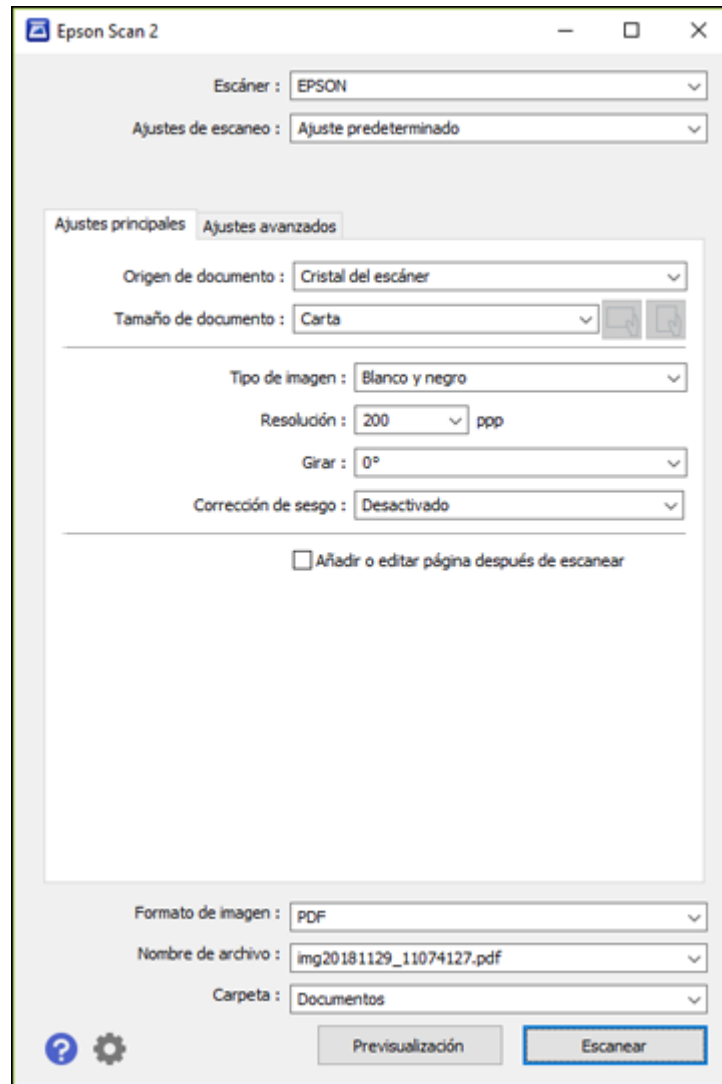 Epson Scan 2
Escáner : EPSON
Ajustes de escaneo : Ajuste predeterminado
Ajustes principales Ajustes avanzados
Origen de documento : Cristal del escáner
Tamaño de documento : Carta
Tipo de imagen : Blanco y negro
Resolución : 200 ppp
Girar : 0°
Corrección de sesgo : Desactivado
Añadir o editar página después de escanear
Formato de imagen : PDF
Nombre de archivo : img20181129_11074127.pdf
Carpeta : Documentos
? Previsualización Escanear